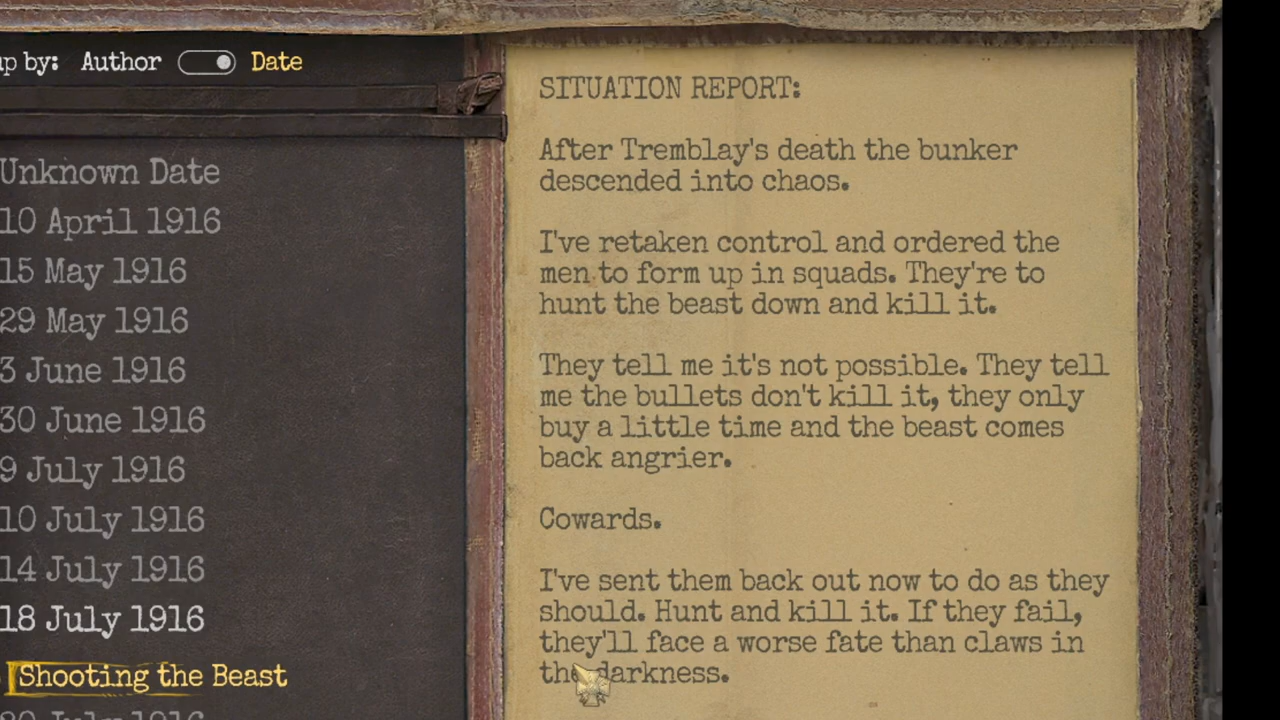 up by: Author Date
Unknown Date
10 April 1916
15 May 1916
29 May 1916
3 June 1916
30 June 1916
9 July 1916
10 July 1916
14 July 1916
18 July 1916
Shooting the Beast
20 July 1916
SITUATION REPORT:
After Tremblay's death the bunker
descended into chaos.
I've retaken control and ordered the
men to form up in squads. They're to
hunt the beast down and kill it.
They tell me it's not possible. They tell
me the bullets don't kill it, they only
buy a little time and the beast comes
back angrier.
Cowards.
I've sent them back out now to do as they
should. Hunt and kill it. If they fail,
they'll face a worse fate than claws in
the darkness.